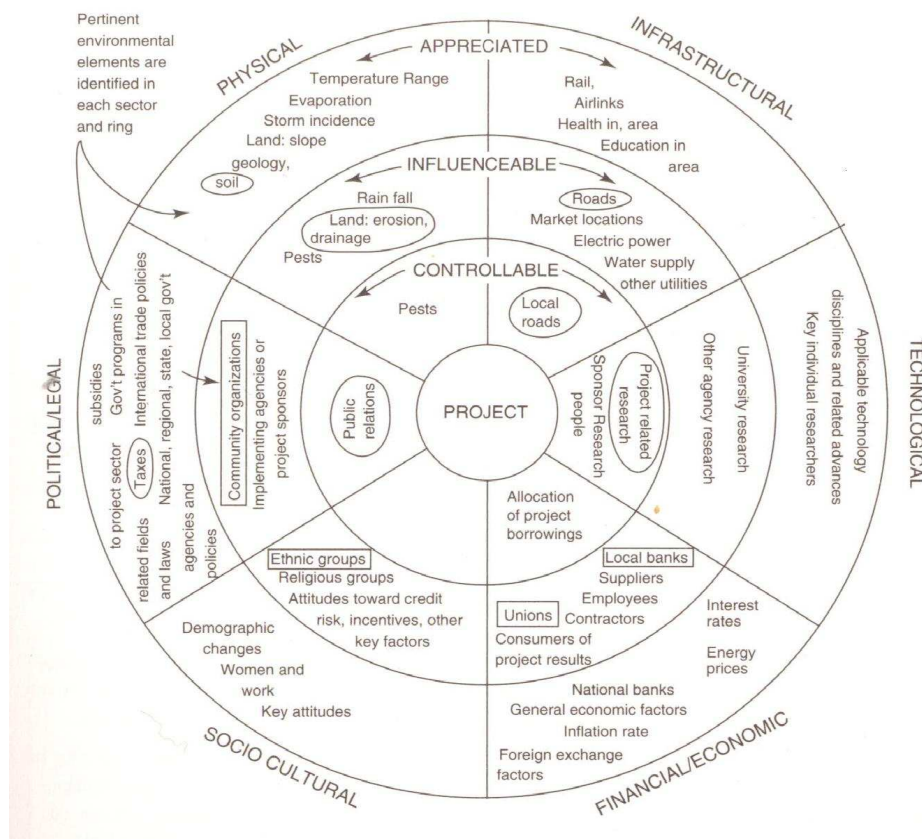 Pertinent
environmental
elements are
identified in
each sector
and ring
PHYSICAL
APPRECIATED
INFRASTRUCTURAL
Temperature Range
Evaporation
Storm incidence
Land: slope
geology,
soil
Rail,
Airlinks
Health in, area
Education in
area
INFLUENCEABLE
Rain fall
Land: erosion,
drainage
Pests
Roads
Market locations
Electric power
Water supply
other utilities
CONTROLLABLE
Pests
Local
roads
PROJECT
POLITICAL/LEGAL
subsidies
Gov't programs in
International trade policies
National, regional, state, local gov't
to project sector
Taxes
related fields
and laws
agencies and
policies
Community organizations
Implementing agencies or
project sponsors
Public
relations
Project related
research
Sponsor Research
people
University research
Other agency research
Applicable technology
disciplines and related advances
Key individual researchers
TECHNOLOGICAL
Allocation
of project
borrowings
Ethnic groups
Religious groups
Attitudes toward credit
risk, incentives, other
key factors
Local banks
Suppliers
Employees
Contractors
Unions
Consumers of
project results
Demographic
changes
Women and
work
Key attitudes
Interest
rates
Energy
prices
National banks
General economic factors
Inflation rate
Foreign exchange
factors
SOCIO CULTURAL
FINANCIAL/ECONOMIC